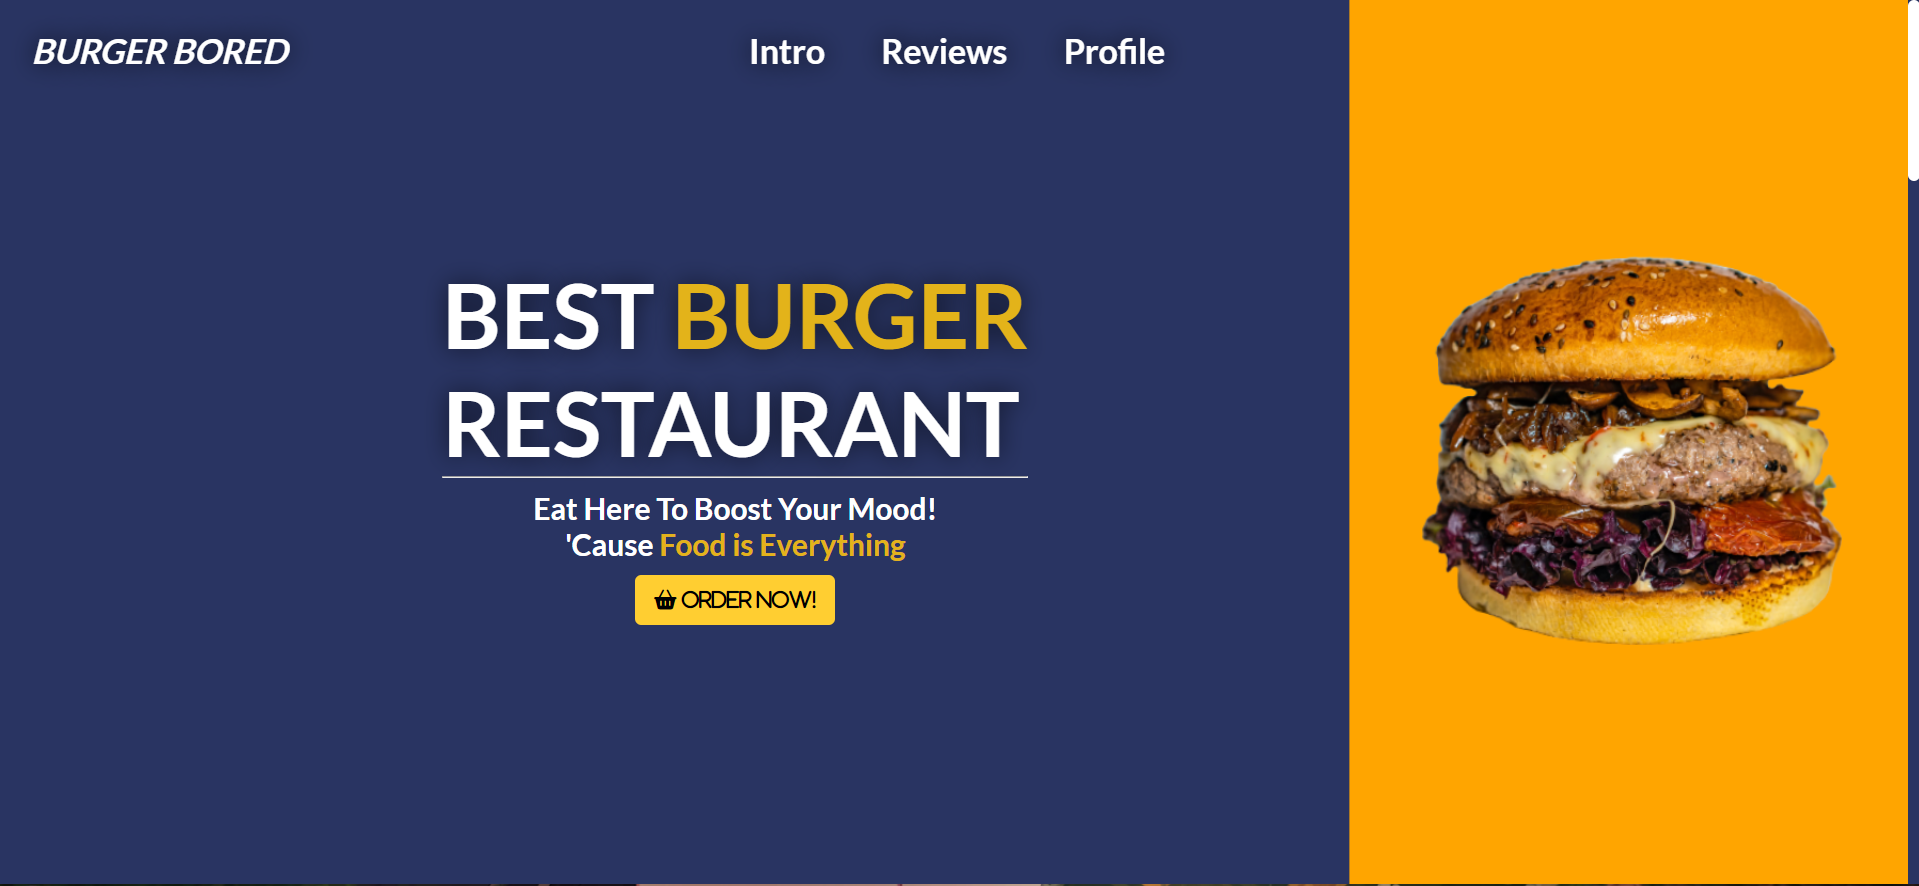 BURGER BORED
Intro Reviews Profile
BEST BURGER
RESTAURANT
Eat Here To Boost Your Mood!
'Cause Food is Everything
ORDER NOW!